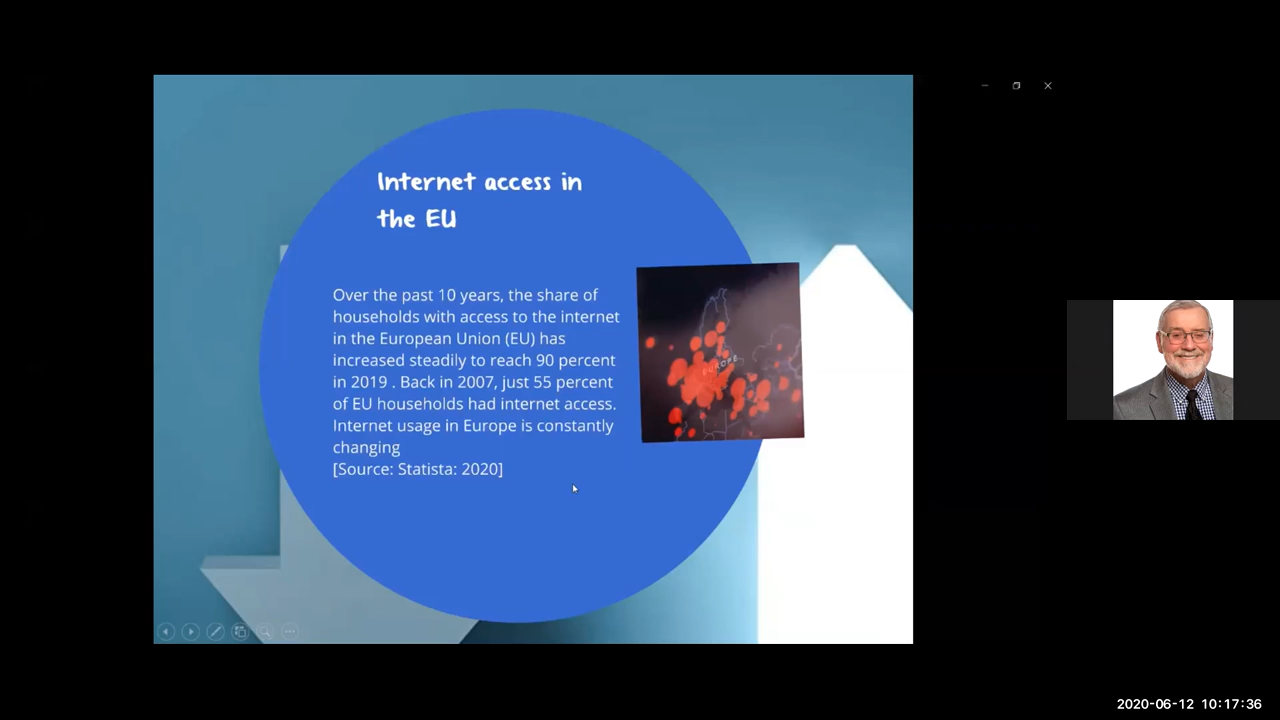 Internet access in
the EU
Over the past 10 years, the share of
households with access to the internet
in the European Union (EU) has
increased steadily to reach 90 percent
in 2019 . Back in 2007, just 55 percent
of EU households had internet access.
Internet usage in Europe is constantly
changing
[Source: Statista: 2020]
EUROPE
2020-06-12 10:17:36